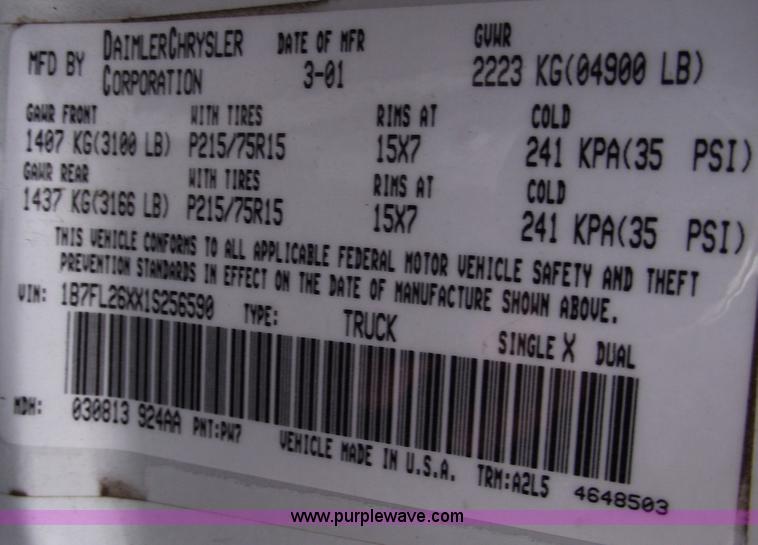 MFD BY DAIMLERCHRYSLER CORPORATION DATE OF MFR 3-01 GVWR 2223 KG(04900 LB)
GAWR FRONT WITH TIRES RIMS AT COLD
1407 KG(3100 LB) P215/75R15 15X7 241 KPA(35 PSI)
GAWR REAR WITH TIRES RIMS AT COLD
1437 KG(3166 LB) P215/75R15 15X7 241 KPA(35 PSI)
THIS VEHICLE CONFORMS TO ALL APPLICABLE FEDERAL MOTOR VEHICLE SAFETY AND THEFT
PREVENTION STANDARDS IN EFFECT ON THE DATE OF MANUFACTURE SHOWN ABOVE.
VIN: 1B7FL26XX1S256590 TYPE: TRUCK SINGLE X DUAL
MDH: 030813 924AA PNT:PW7 VEHICLE MADE IN U.S.A. TRM:A2L5 4648503
www.purplewave.com